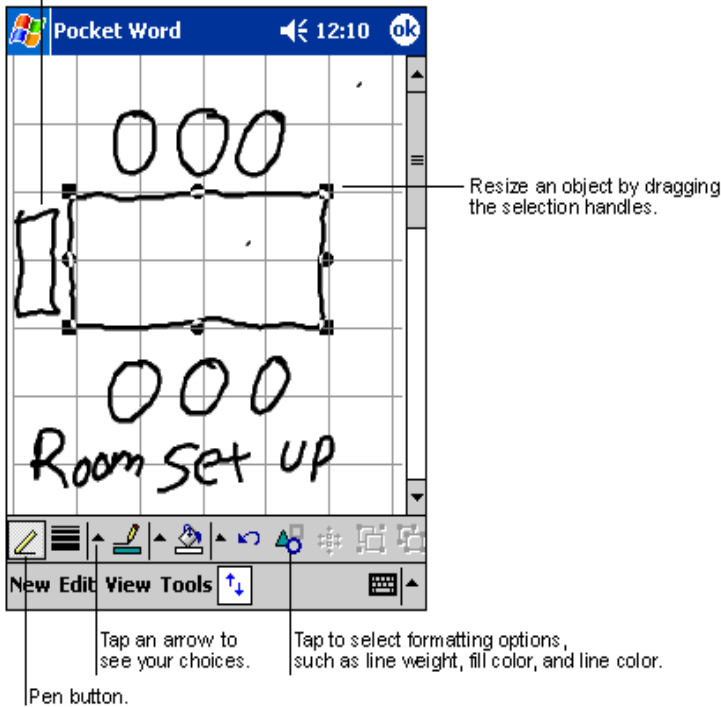 Pocket Word 12:10 ok
Resize an object by dragging
the selection handles.
Room set up
New Edit View Tools
Tap an arrow to
see your choices.
Tap to select formatting options,
such as line weight, fill color, and line color.
Pen button.